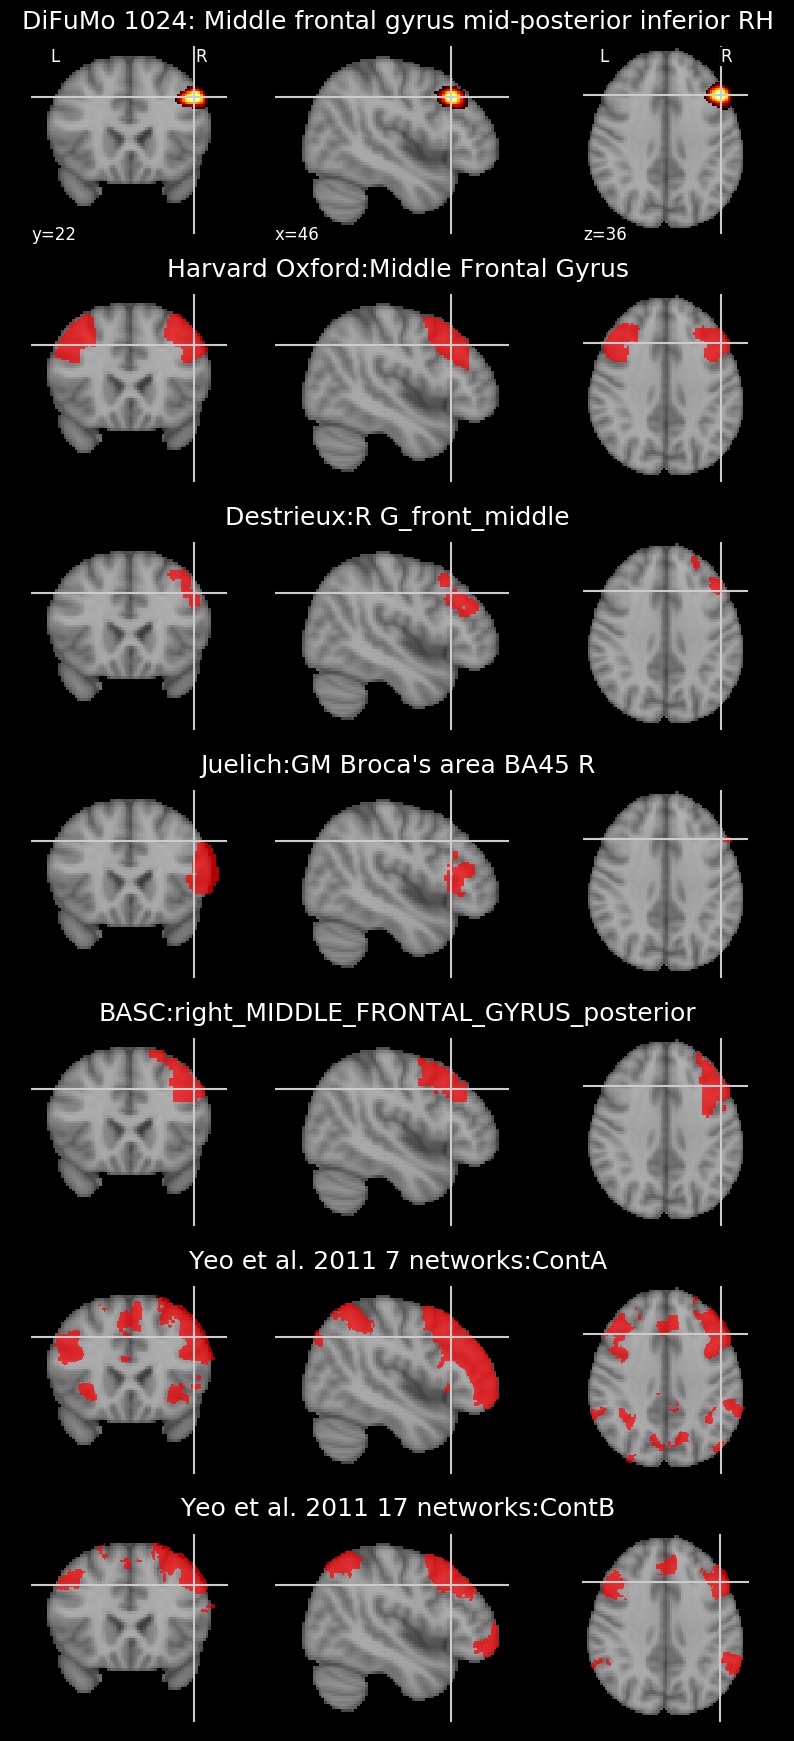 DiFuMo 1024: Middle frontal gyrus mid-posterior inferior RH
L R L R
y=22 x=46 z=36
Harvard Oxford:Middle Frontal Gyrus
Destrieux:R G_front_middle
Juelich:GM Broca's area BA45 R
BASC:right_MIDDLE_FRONTAL_GYRUS_posterior
Yeo et al. 2011 7 networks:ContA
Yeo et al. 2011 17 networks:ContB